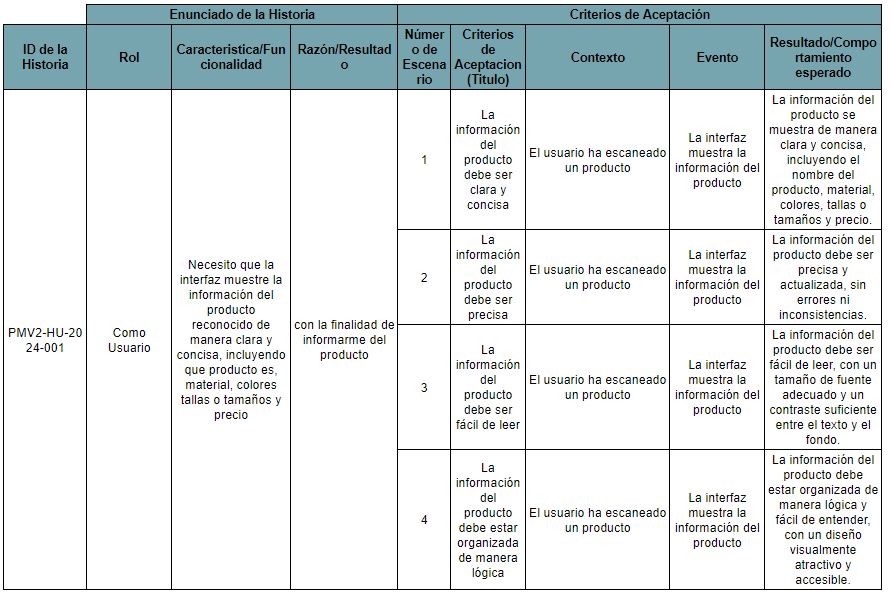 Enunciado de la Historia
Criterios de Aceptación
ID de la
Historia
Rol
Caracteristica/Fun
cionalidad
Razón/Resultad
o
Númer
o de
Escena
rio
Criterios
de
Aceptacion
(Titulo)
Contexto
Evento
Resultado/Compo
rtamiento
esperado
PMV2-HU-20
24-001
Como
Usuario
Necesito que la
interfaz muestre la
información del
producto
reconocido de
manera clara y
concisa, incluyendo
que producto es,
material, colores
tallas o tamaños y
precio
con la finalidad de
informarme del
producto
1
La
información
del
producto
debe ser
clara y
concisa
El usuario ha escaneado
un producto
La interfaz
muestra la
información del
producto
La información del
producto se
muestra de manera
clara y concisa,
incluyendo el
nombre del
producto, material,
colores, tallas o
tamaños y precio.
2
La
información
del
producto
debe ser
precisa
El usuario ha escaneado
un producto
La interfaz
muestra la
información del
producto
La información del
producto debe ser
precisa y
actualizada, sin
errores ni
inconsistencias.
3
La
información
del
producto
debe ser
fácil de leer
El usuario ha escaneado
un producto
La interfaz
muestra la
información del
producto
La información del
producto debe ser
fácil de leer, con un
tamaño de fuente
adecuado y un
contraste suficiente
entre el texto y el
fondo.
4
La
información
del
producto
debe estar
organizada
de manera
lógica
El usuario ha escaneado
un producto
La interfaz
muestra la
información del
producto
La información del
producto debe
estar organizada de
manera lógica y
fácil de entender,
con un diseño
visualmente
atractivo y
accesible.